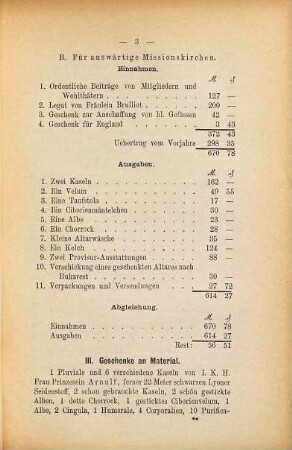 — 3 —
B. Für auswärtige Missionskirchen.
Einnahmen.
M. ₰
1. Ordentliche Beiträge von Mitgliedern und
Wohlthätern . . . . . . . . . 127 —
2. Legat von Fräulein Brulliot . . . . . 200 —
3. Geschenk zur Anschaffung von hl. Gefässen 42 —
4. Geschenk für England . . . . . . 3 43
372 43
Uebertrag vom Vorjahre 298 35
670 78
Ausgaben.
M. ₰
1. Zwei Kaseln . . . . . . . . . 162 —
2. Ein Velum . . . . . . . . . 49 55
3. Eine Taufstola . . . . . . . . 17 —
4. Ein Ciborienmäntelchen . . . . . . 30 —
5. Eine Albe . . . . . . . . . 23 —
6. Ein Chorrock . . . . . . . . 18 —
7. Kleine Altarwäsche . . . . . . . 35 —
8. Ein Kelch . . . . . . . . . 124 —
9. Zwei Provisur-Ausstattungen . . . . 88 —
10. Verschickung eines geschenkten Altares nach
Bukarest . . . . . . . . . 30 —
11. Verpackungen und Versendungen . . . . 37 72
614 27
Abgleichung.
Einnahmen . . . . . . . 670 78
Ausgaben . . . . . . . 614 27
Rest: 56 51
III. Geschenke an Material.
1 Pluviale und 6 verschiedene Kaseln von I. K. H.
Frau Prinzessin Arnulf, ferner 22 Meter schwarzen Lyoner
Seidenstoff, 2 schon gebrauchte Kaseln, 2 schön gestickte
Alben, 1 dette Chorrock, 1 gesticktes Ciborienvelum, 1
Albe, 2 Cingula, 1 Humerale, 4 Corporalien, 10 Purifica-
**